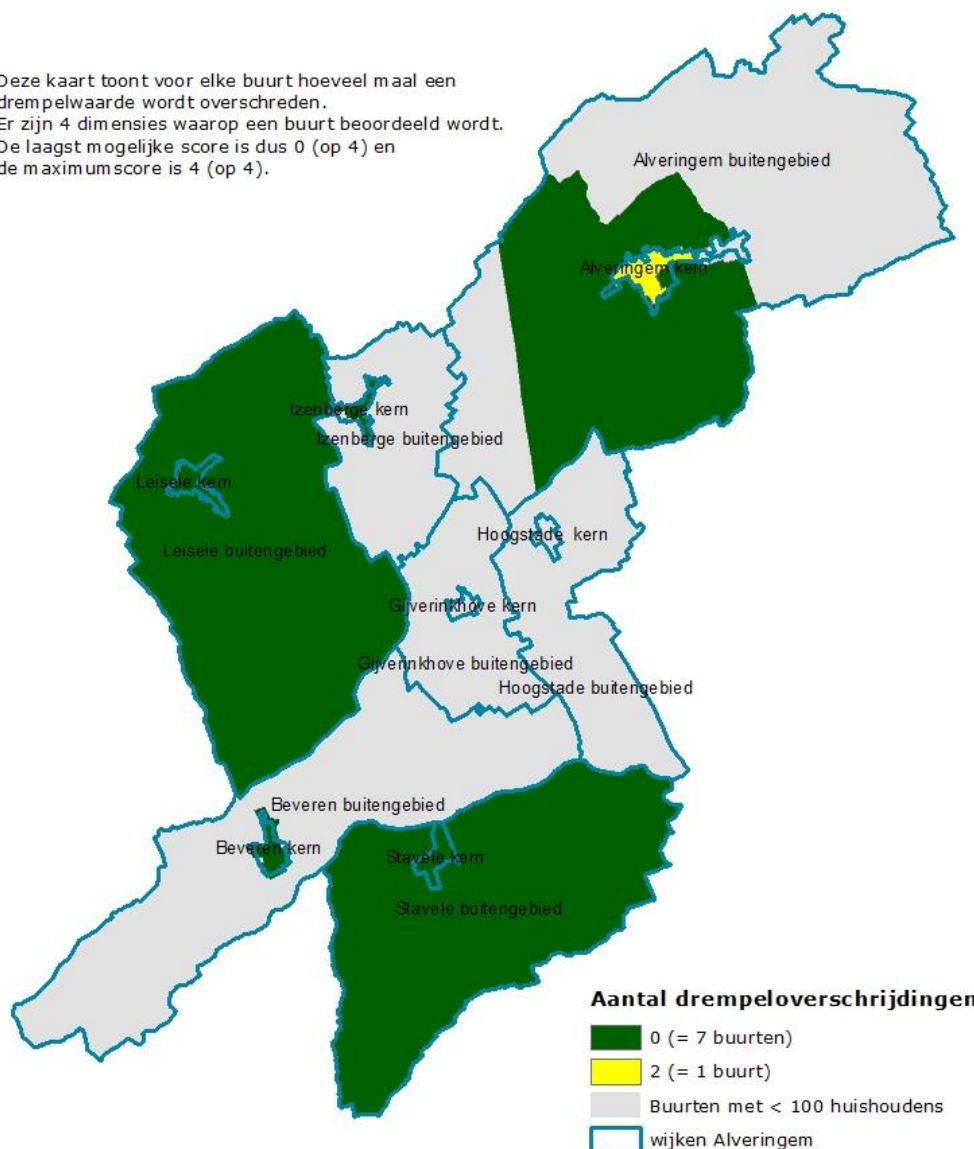 Deze kaart toont voor elke buurt hoeveel maal een
drempelwaarde wordt overschreden.
Er zijn 4 dimensies waarop een buurt beoordeeld wordt.
De laagst mogelijke score is dus 0 (op 4) en
de maximumscore is 4 (op 4).
Alveringem buitengebied
Alveringem kern
Izenberge kern
Izenberge buitengebied
Leisele kern
Hoogstade kern
Leisele buitengebied
Gijverinkhove kern
Gijverinkhove buitengebied
Hoogstade buitengebied
Beveren buitengebied
Beveren kern
Stavele kern
Stavele buitengebied
Aantal drempeloverschrijdingen
0 (= 7 buurten)
2 (= 1 buurt)
Buurten met < 100 huishoudens
wijken Alveringem